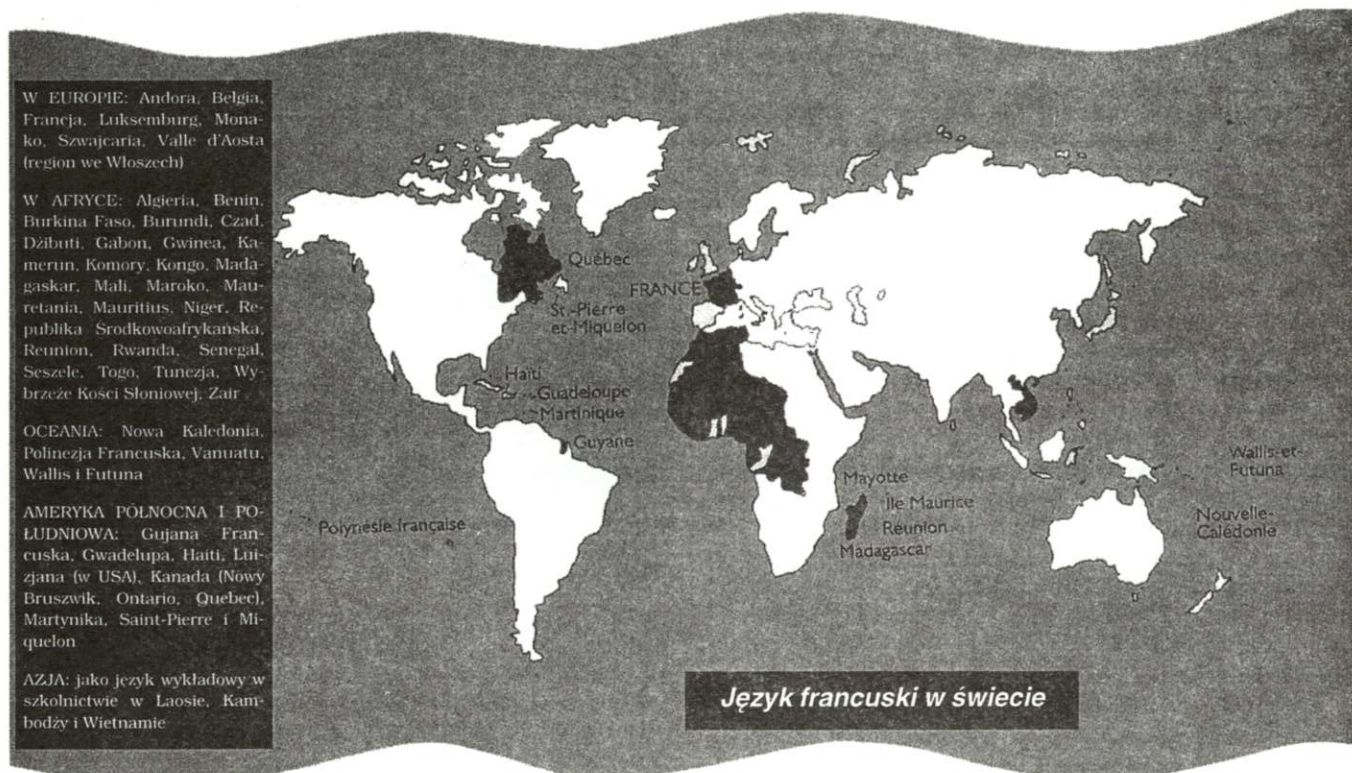 W EUROPIE: Andora, Belgia,
Francja, Luksemburg, Mona-
ko, Szwajcaria, Valle d'Aosta
(region we Włoszech)
W AFRYCE: Algieria, Benin,
Burkina Faso, Burundi, Czad,
Dżibuti, Gabon, Gwinea, Ka-
merun, Komory, Kongo, Mada-
gaskar, Mali, Maroko, Mau-
retania, Mauritius, Niger, Re-
publika Środkowoafrykańska,
Reunion, Rwanda, Senegal,
Seszele, Togo, Tunezja, Wy-
brzeże Kości Słoniowej, Zair
OCEANIA: Nowa Kaledonia,
Polinezja Francuska, Vanuatu,
Wallis i Futuna
AMERYKA PÓŁNOCNA I PO-
ŁUDNIOWA: Gujana Fran-
cuska, Gwadelupa, Haiti, Lui-
zjana (w USA), Kanada (Nowy
Bruszwik, Ontario, Quebec),
Martynika, Saint-Pierre i Mi-
quelon
AZJA: jako język wykładowy w
szkolnictwie w Laosie, Kam-
bodży i Wietnamie
Québec
FRANCE
St.-Pierre
et-Miquelon
Haïti
Guadeloupe
Martinique
Guyane
Polynésie française
Mayotte
Île Maurice
Réunion
Madagascar
Wallis-et-
Futuna
Nouvelle-
Calédonie
Język francuski w świecie